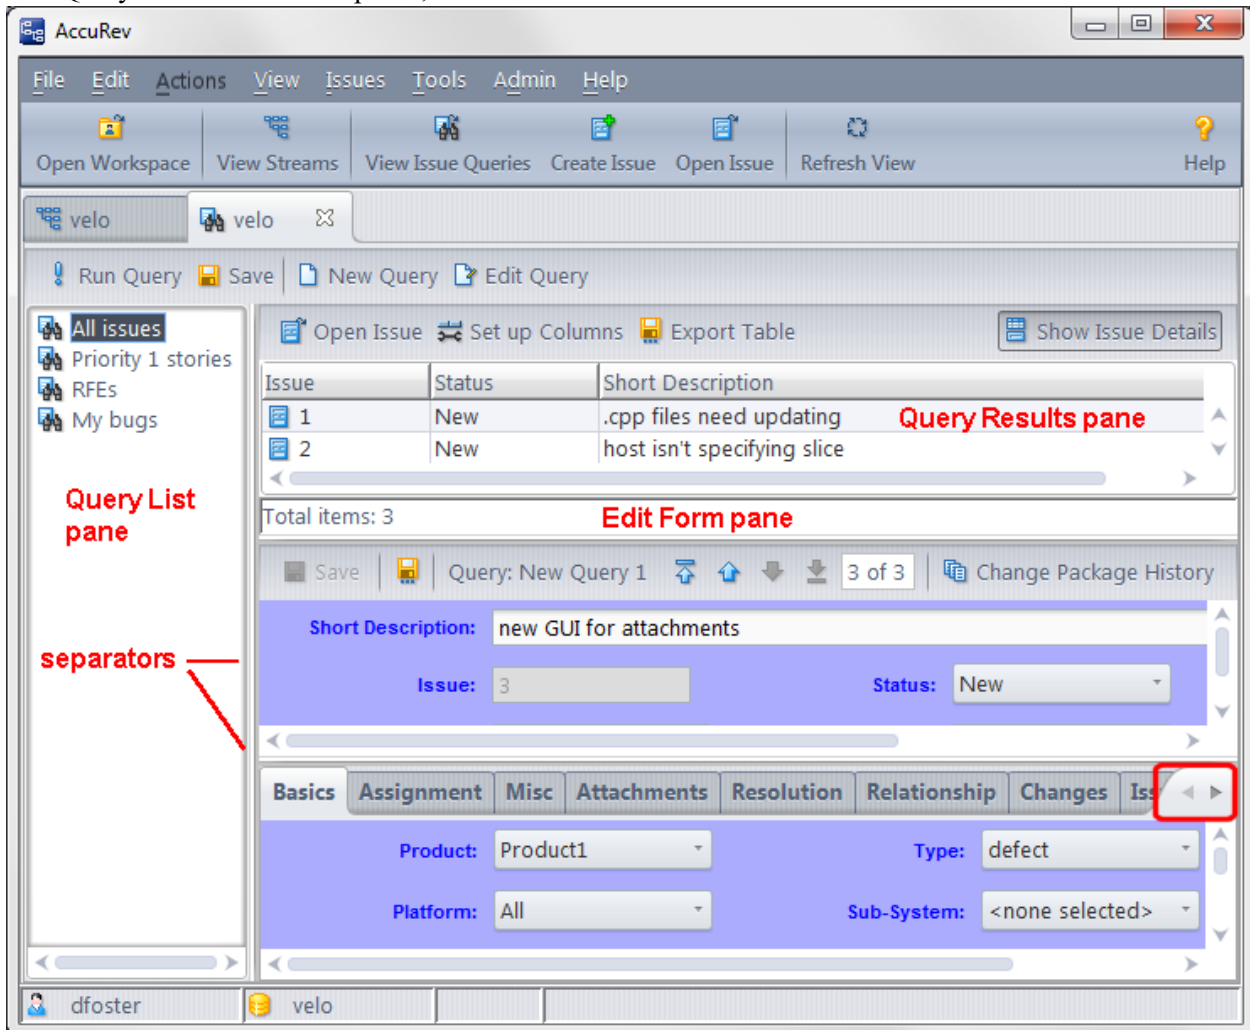 AccuRev
File Edit Actions View Issues Tools Admin Help
Open Workspace View Streams View Issue Queries Create Issue Open Issue Refresh View Help
velo velo
Run Query Save New Query Edit Query
All issues
Priority 1 stories
RFEs
My bugs
Query List
pane
separators
Open Issue Set up Columns Export Table Show Issue Details
Issue Status Short Description
1 New .cpp files need updating Query Results pane
2 New host isn't specifying slice
Total items: 3 Edit Form pane
Save Query: New Query 1 3 of 3 Change Package History
Short Description: new GUI for attachments
Issue: 3 Status: New
Basics Assignment Misc Attachments Resolution Relationship Changes Iss
Product: Product1 Type: defect
Platform: All Sub-System: <none selected>
dfoster velo